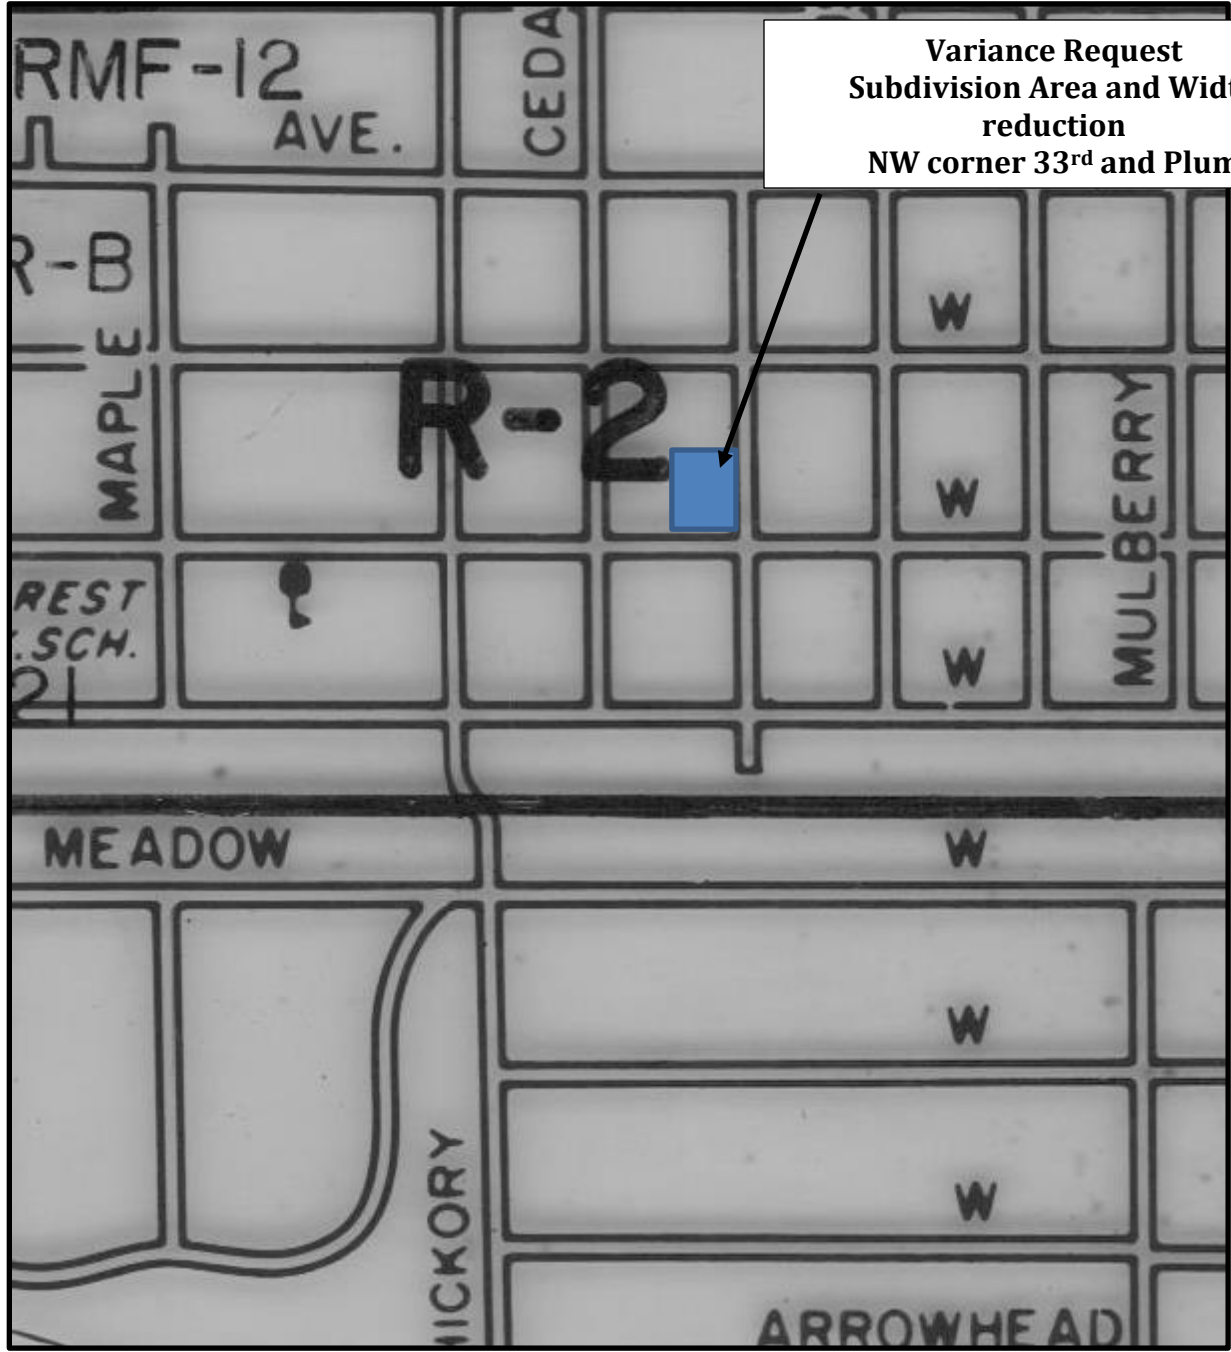 RMF-12
AVE.
CEDA
Variance Request
Subdivision Area and Widt
reduction
NW corner 33rd and Plum
R-B
MAPLE
W
R-2
W
MULBERRY
REST
.SCH.
21
W
MEADOW
W
W
HICKORY
W
ARROWHEAD